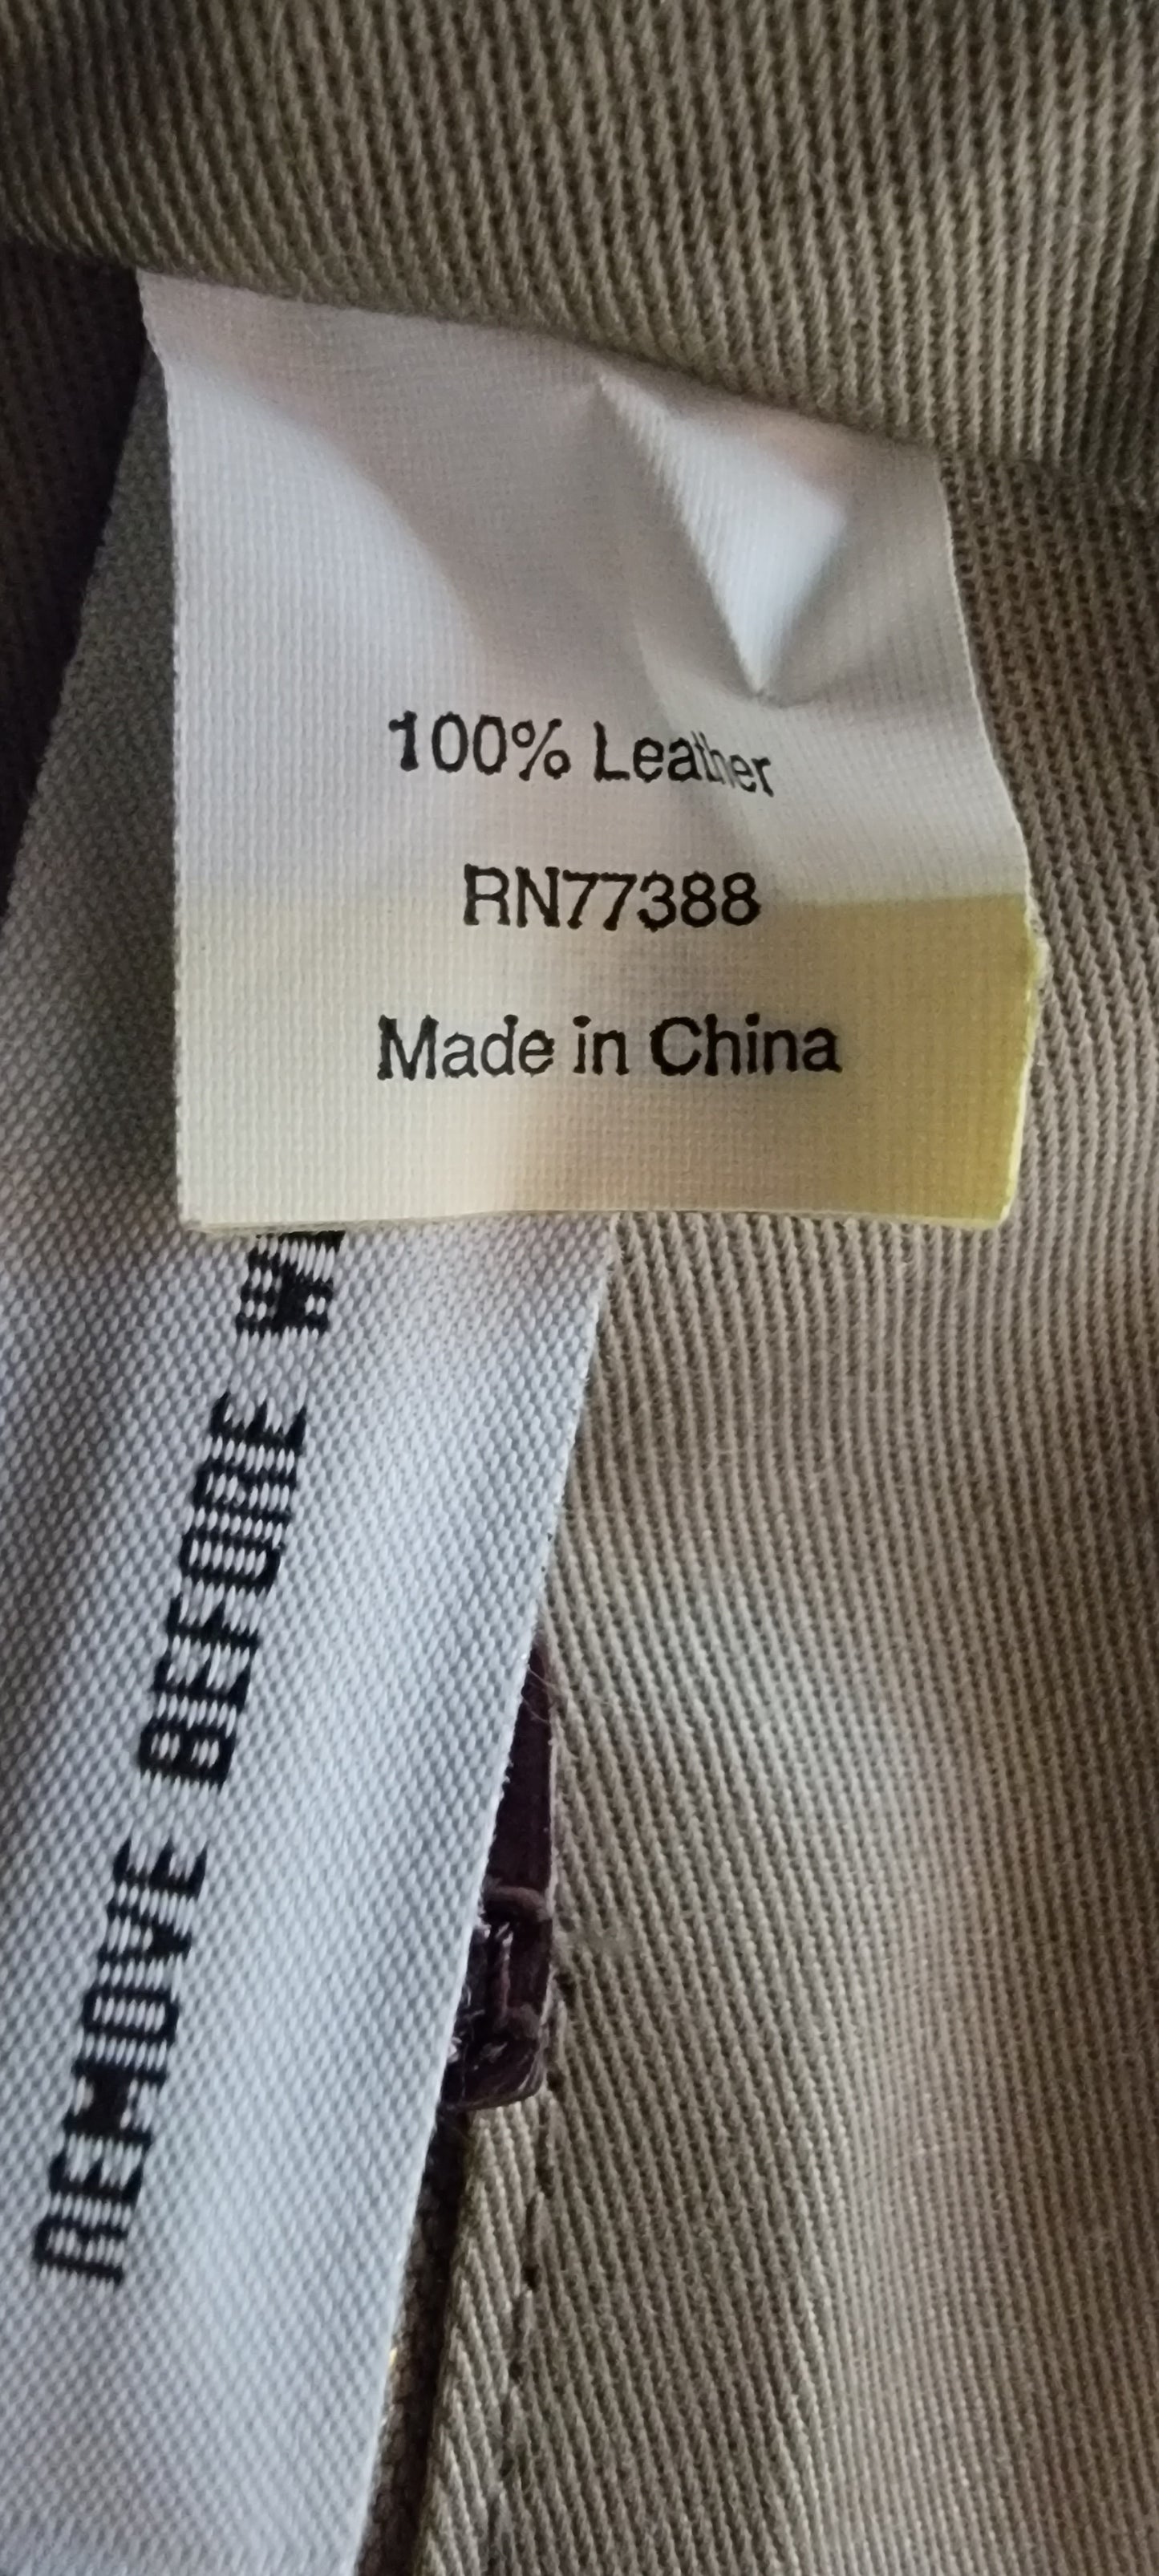 100% Leather
RN77388
Made in China
REMOVE BEFORE